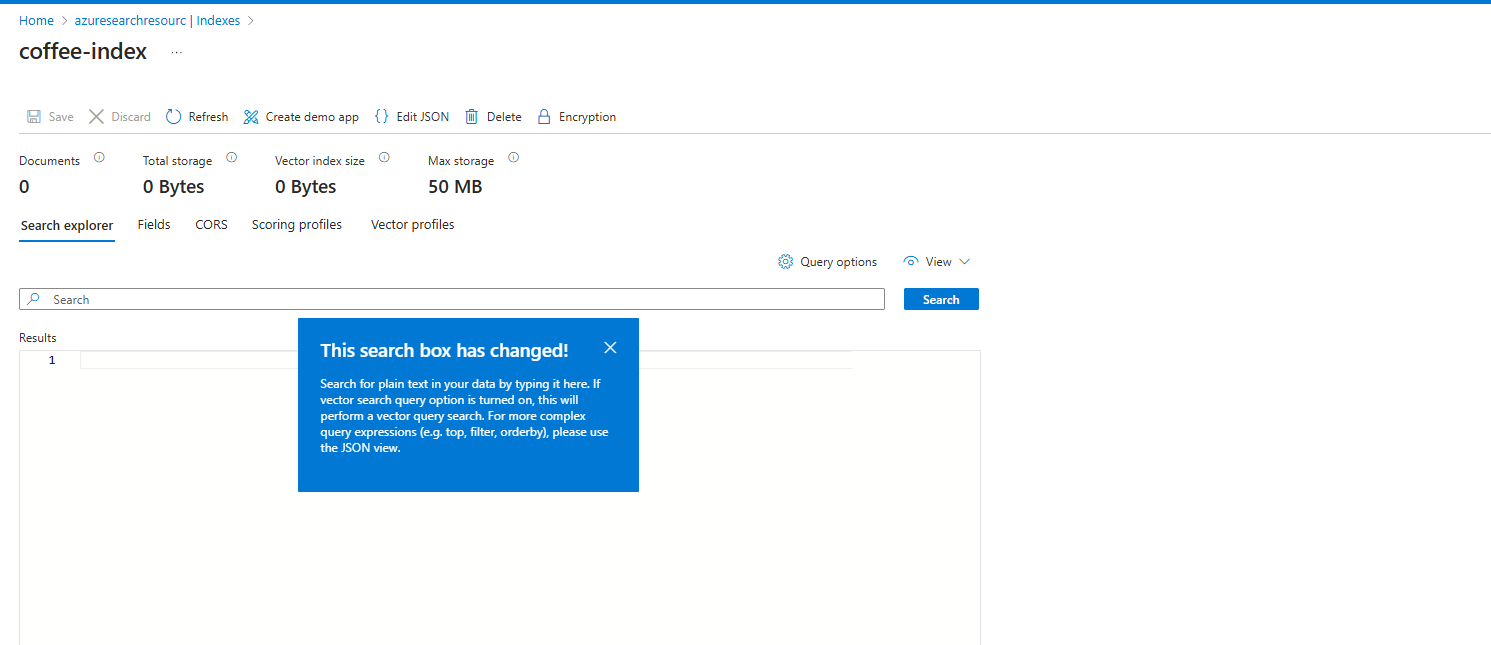 Home > azuresearchresourc | Indexes >
coffee-index ...
Save Discard Refresh Create demo app {} Edit JSON Delete Encryption
Documents Total storage Vector index size Max storage
0 0 Bytes 0 Bytes 50 MB
Search explorer Fields CORS Scoring profiles Vector profiles
Query options View
Search Search
Results
1
This search box has changed!
Search for plain text in your data by typing it here. If
vector search query option is turned on, this will
perform a vector query search. For more complex
query expressions (e.g. top, filter, orderby), please use
the JSON view.